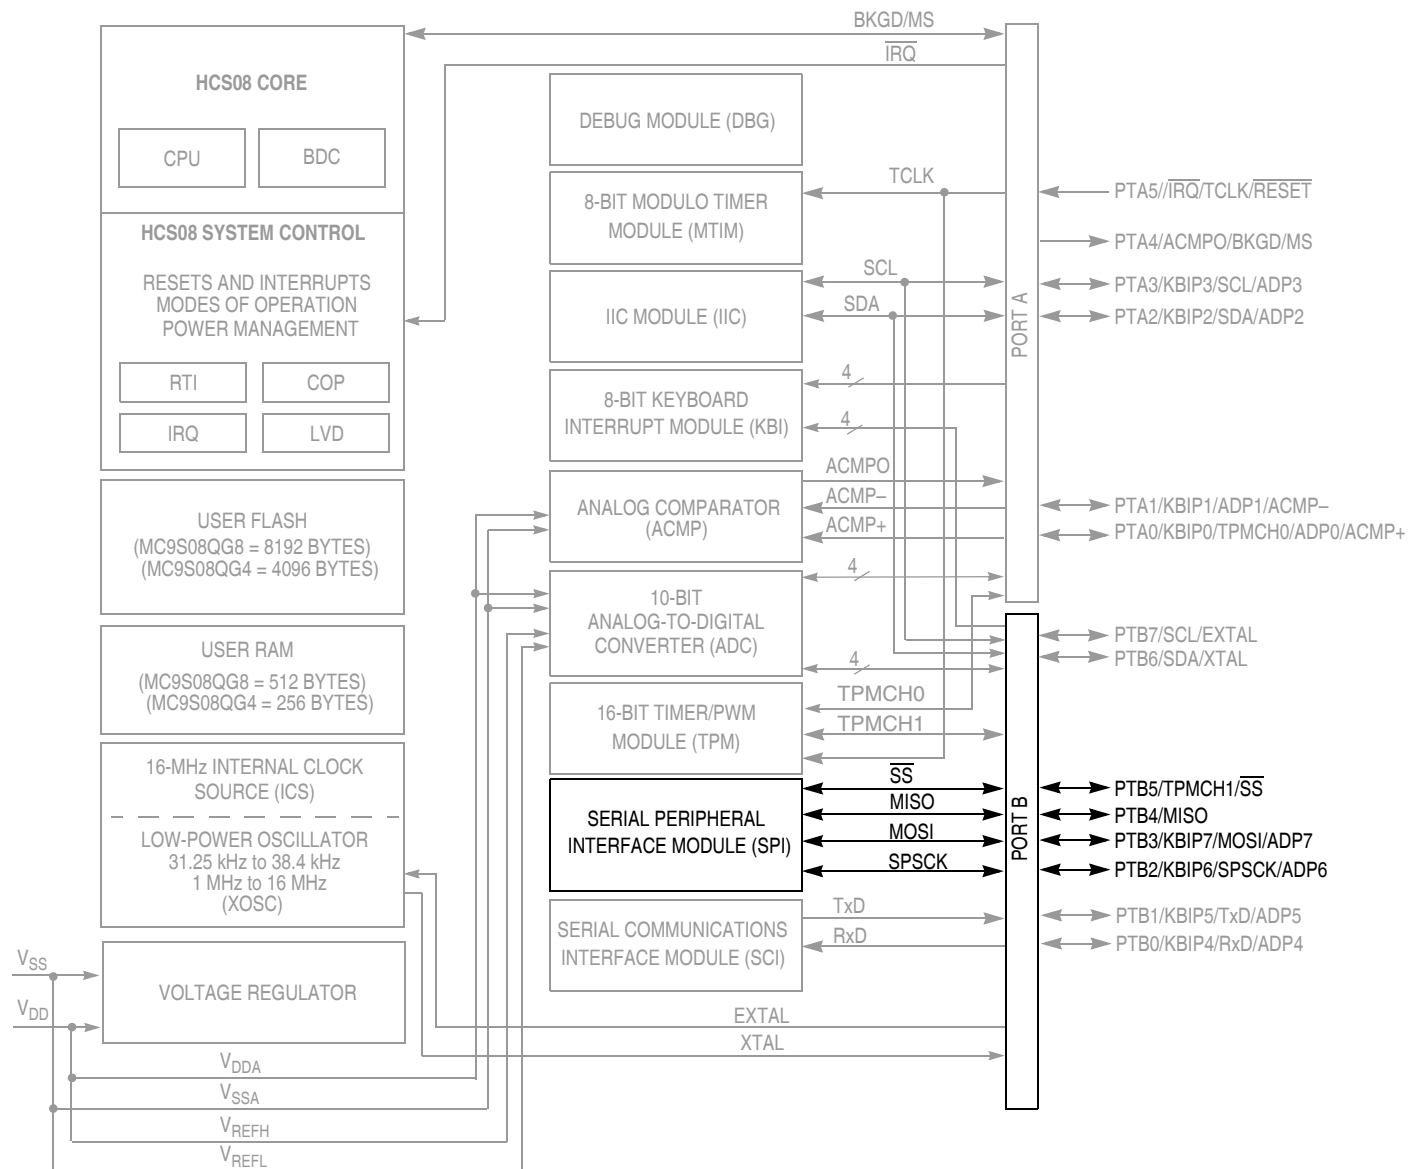 BKGD/MS
IRQ
HCS08 CORE
CPU
BDC
HCS08 SYSTEM CONTROL
RESETS AND INTERRUPTS
MODES OF OPERATION
POWER MANAGEMENT
RTI
COP
IRQ
LVD
USER FLASH
(MC9S08QG8 = 8192 BYTES)
(MC9S08QG4 = 4096 BYTES)
USER RAM
(MC9S08QG8 = 512 BYTES)
(MC9S08QG4 = 256 BYTES)
16-MHz INTERNAL CLOCK
SOURCE (ICS)
LOW-POWER OSCILLATOR
31.25 kHz to 38.4 kHz
1 MHz to 16 MHz
(XOSC)
VOLTAGE REGULATOR
VSS
VDD
VDDA
VSSA
VREFH
VREFL
DEBUG MODULE (DBG)
8-BIT MODULO TIMER
MODULE (MTIM)
TCLK
IIC MODULE (IIC)
SCL
SDA
8-BIT KEYBOARD
INTERRUPT MODULE (KBI)
4
4
ANALOG COMPARATOR
(ACMP)
ACMPO
ACMP–
ACMP+
10-BIT
ANALOG-TO-DIGITAL
CONVERTER (ADC)
4
4
16-BIT TIMER/PWM
MODULE (TPM)
TPMCH0
TPMCH1
SERIAL PERIPHERAL
INTERFACE MODULE (SPI)
SS
MISO
MOSI
SPSCK
SERIAL COMMUNICATIONS
INTERFACE MODULE (SCI)
TxD
RxD
EXTAL
XTAL
PORT A
PTA5//IRQ/TCLK/RESET
PTA4/ACMPO/BKGD/MS
PTA3/KBIP3/SCL/ADP3
PTA2/KBIP2/SDA/ADP2
PTA1/KBIP1/ADP1/ACMP–
PTA0/KBIP0/TPMCH0/ADP0/ACMP+
PORT B
PTB7/SCL/EXTAL
PTB6/SDA/XTAL
PTB5/TPMCH1/SS
PTB4/MISO
PTB3/KBIP7/MOSI/ADP7
PTB2/KBIP6/SPSCK/ADP6
PTB1/KBIP5/TxD/ADP5
PTB0/KBIP4/RxD/ADP4